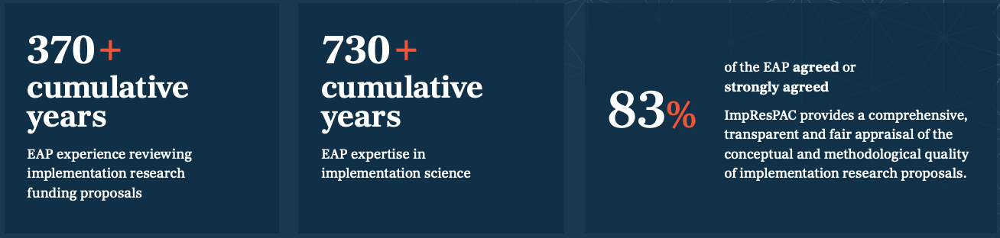 370+
cumulative
years
EAP experience reviewing
implementation research
funding proposals
730+
cumulative
years
EAP expertise in
implementation science
83%
of the EAP agreed or
strongly agreed
ImpResPAC provides a comprehensive,
transparent and fair appraisal of the
conceptual and methodological quality
of implementation research proposals.